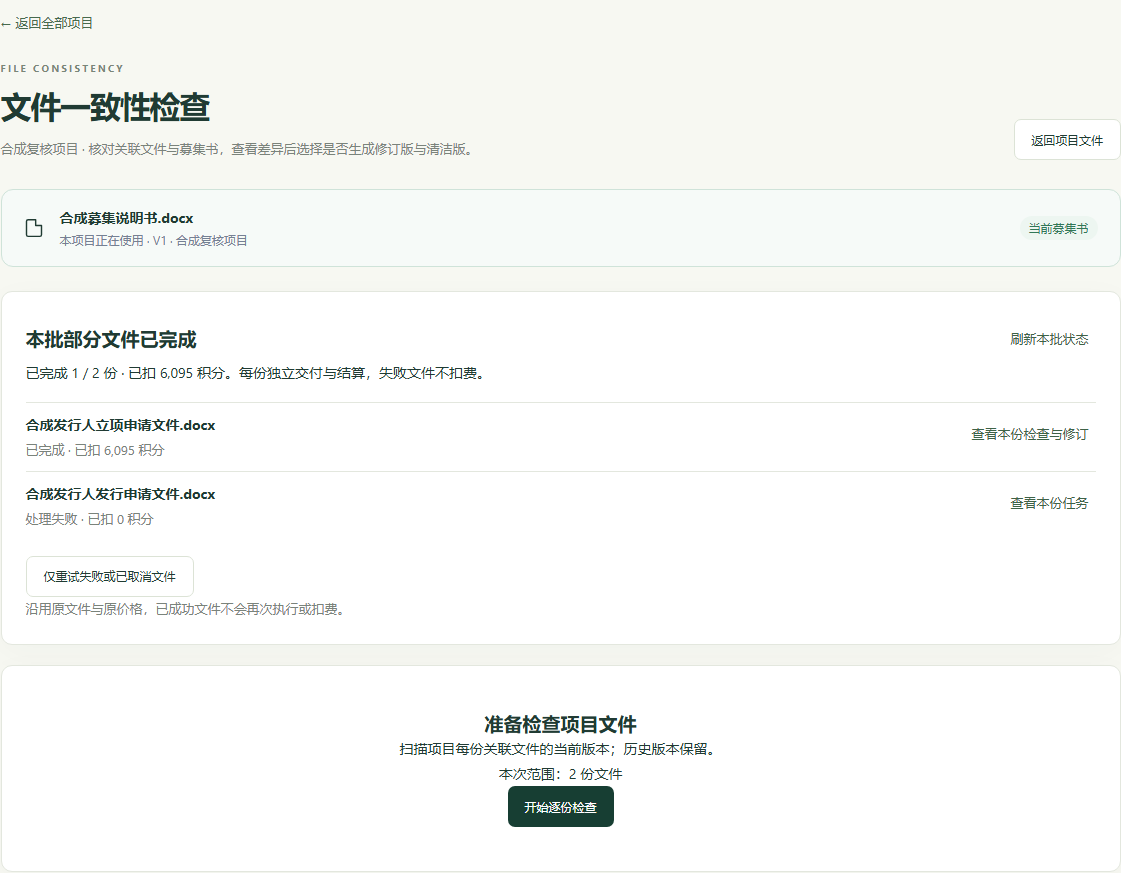 ← 返回全部项目
FILE CONSISTENCY
文件一致性检查
合成复核项目 · 核对关联文件与募集书，查看差异后选择是否生成修订版与清洁版。
返回项目文件
合成募集说明书.docx
本项目正在使用 · V1 · 合成复核项目
当前募集书
本批部分文件已完成
刷新本批状态
已完成 1 / 2 份 · 已扣 6,095 积分。每份独立交付与结算，失败文件不扣费。
合成发行人立项申请文件.docx
已完成 · 已扣 6,095 积分
查看本份检查与修订
合成发行人发行申请文件.docx
处理失败 · 已扣 0 积分
查看本份任务
仅重试失败或已取消文件
沿用原文件与原价格，已成功文件不会再次执行或扣费。
准备检查项目文件
扫描项目每份关联文件的当前版本；历史版本保留。
本次范围：2 份文件
开始逐份检查